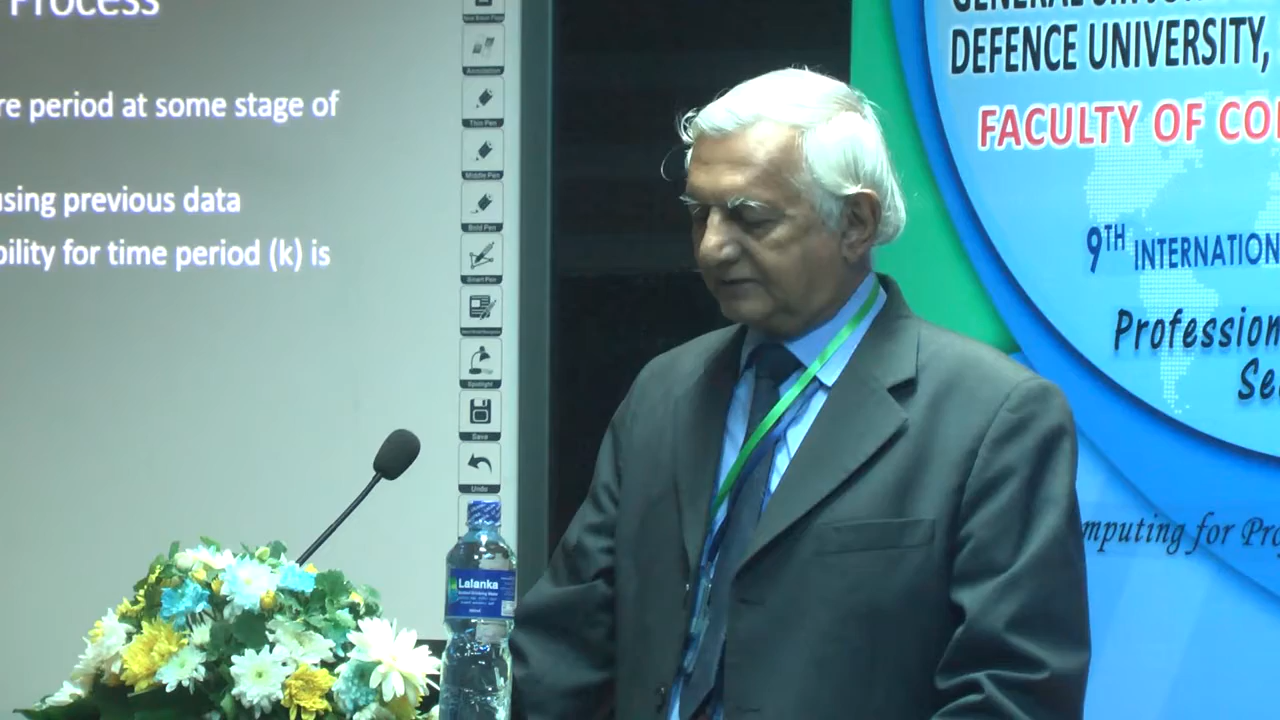 Process
re period at some stage of
using previous data
bility for time period (k) is
Annotation
Thin Pen
Middle Pen
Bold Pen
Smart Pen
Spotlight
Save
Undo
Lalanka
DEFENCE UNIVERSITY,
FACULTY OF CO
9TH INTERNATION
Profession
Se
mputing for Pro